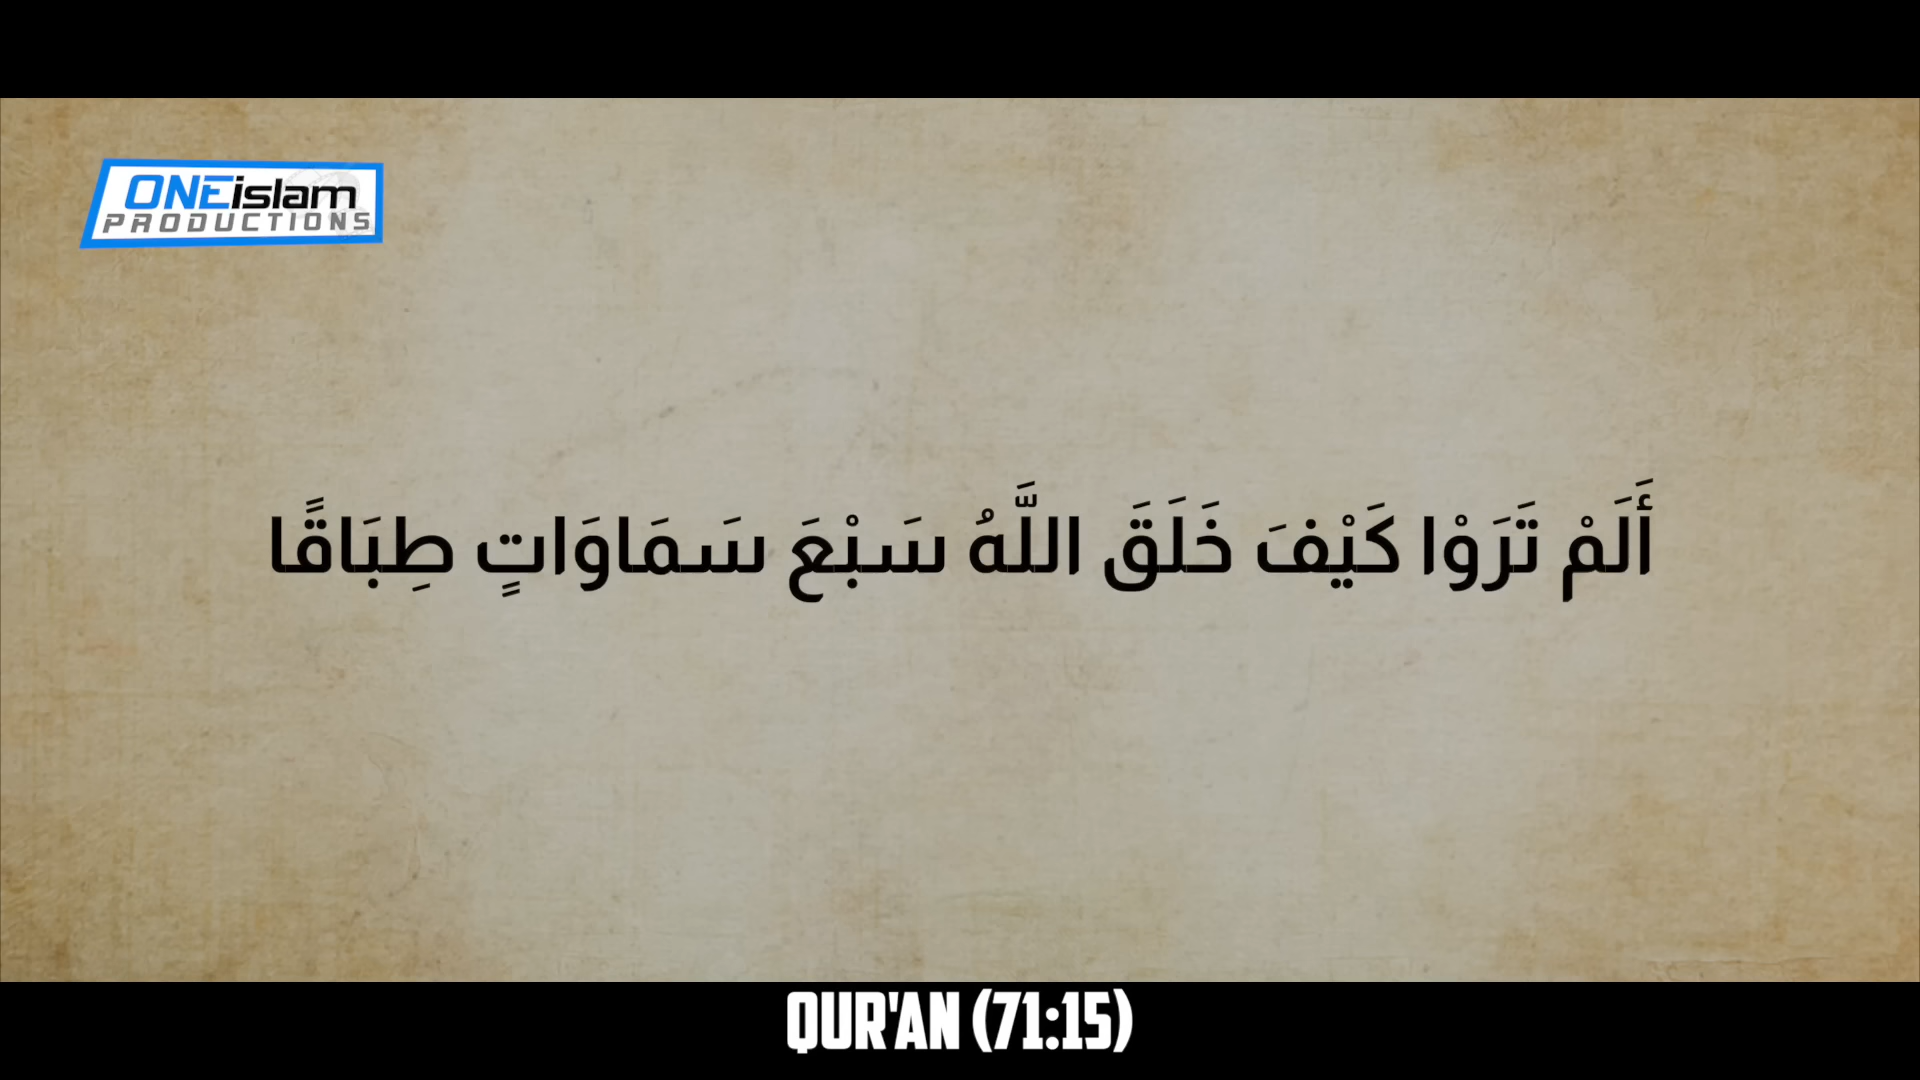 ONEislam
PRODUCTIONS
أَلَمْ تَرَوْا كَيْفَ خَلَقَ اللَّهُ سَبْعَ سَمَاوَاتٍ طِبَاقًا
QUR'AN (71:15)